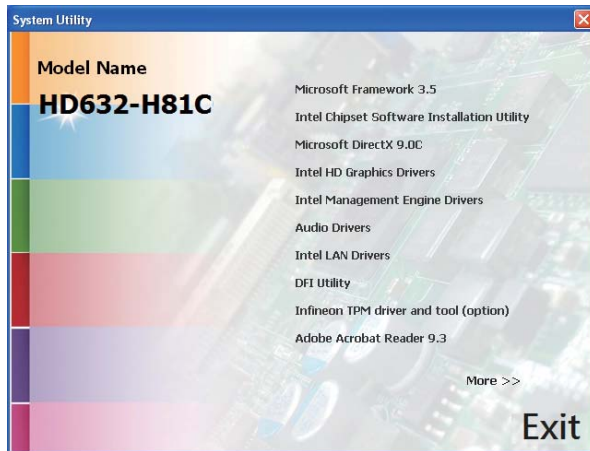 System Utility
Model Name
HD632-H81C
Microsoft Framework 3.5
Intel Chipset Software Installation Utility
Microsoft DirectX 9.0C
Intel HD Graphics Drivers
Intel Management Engine Drivers
Audio Drivers
Intel LAN Drivers
DFI Utility
Infineon TPM driver and tool (option)
Adobe Acrobat Reader 9.3
More >>
Exit